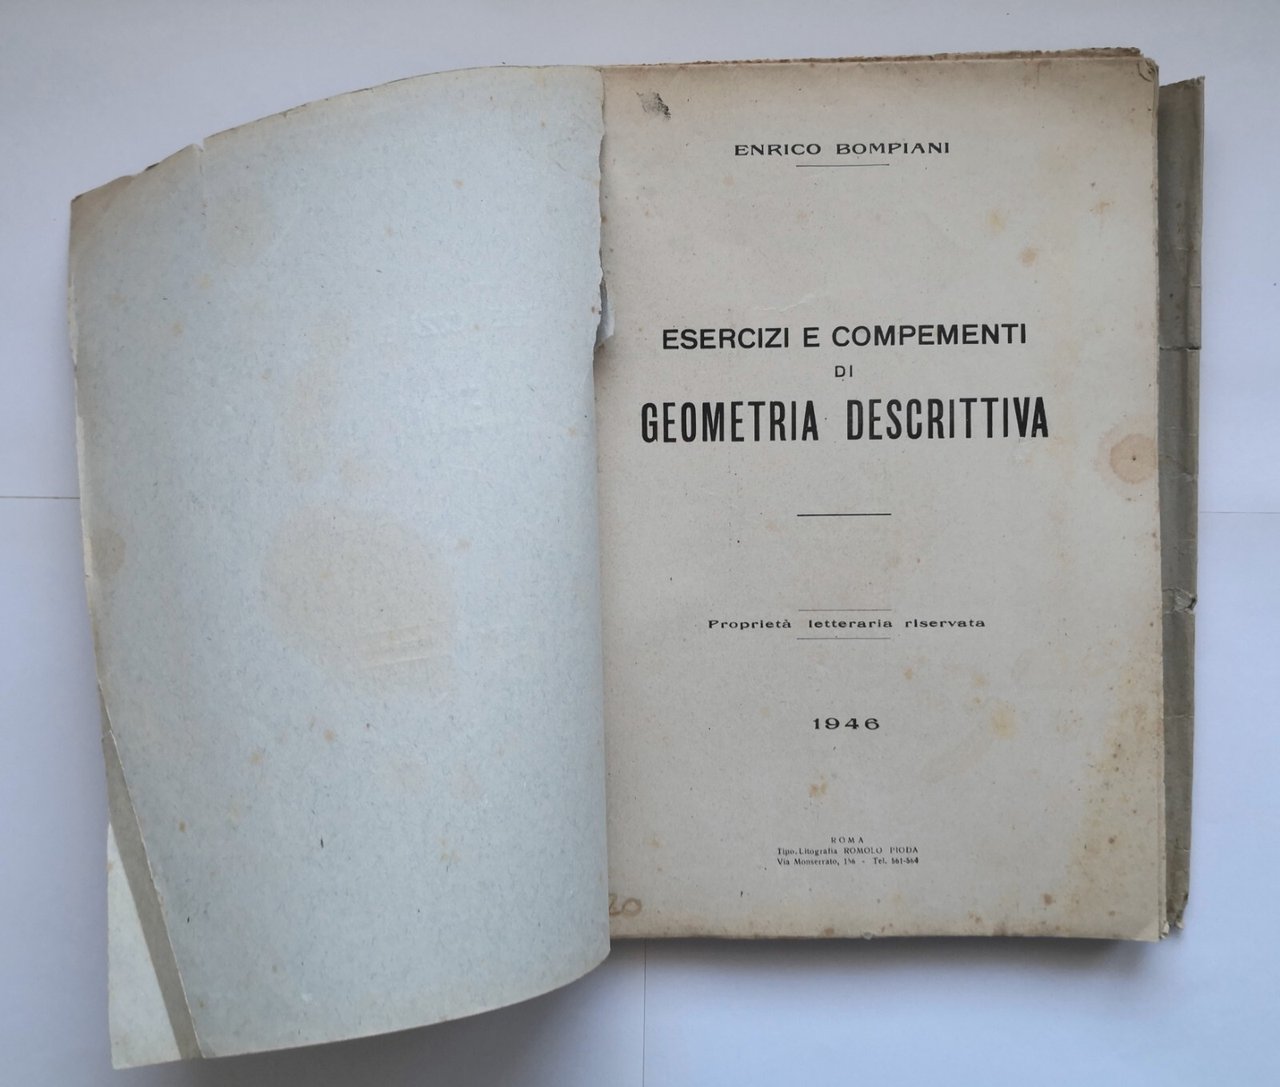 ENRICO BOMPIANI
ESERCIZI E COMPEMENTI
DI
GEOMETRIA DESCRITTIVA
Proprietà letteraria riservata
1946
ROMA
Tipo. Litografia ROMOLO PIODA
Via Monserrato, 156 - Tel. 561-564
20